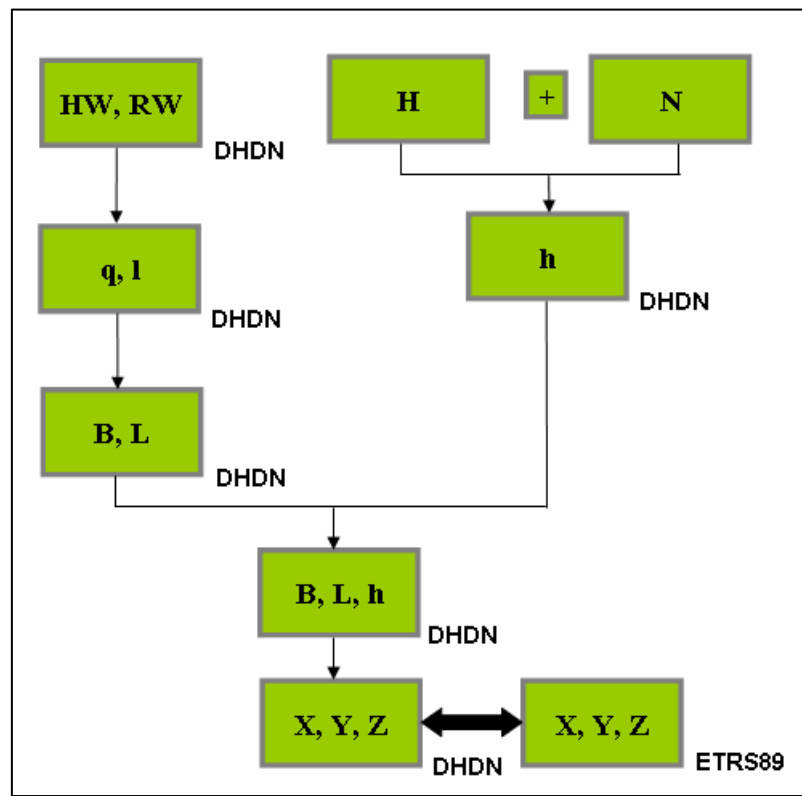 HW, RW
DHDN
H
+
N
q, l
DHDN
h
DHDN
B, L
DHDN
B, L, h
DHDN
X, Y, Z
DHDN
X, Y, Z
ETRS89